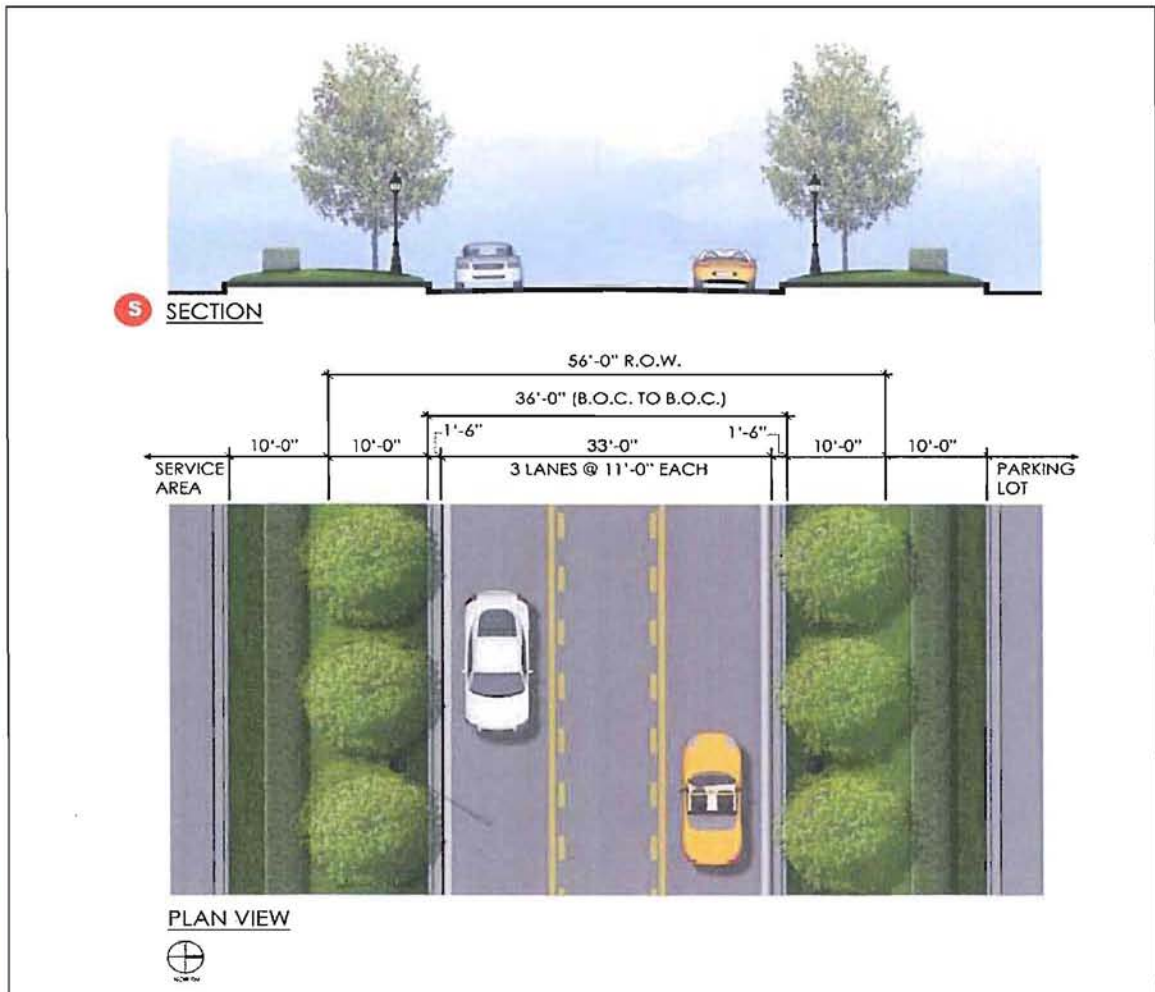 S SECTION
56'-0" R.O.W.
36'-0" (B.O.C. TO B.O.C.)
10'-0" 10'-0" 1'-6" 33'-0" 1'-6" 10'-0" 10'-0"
SERVICE AREA
3 LANES @ 11'-0" EACH
PARKING LOT
PLAN VIEW
NORTH